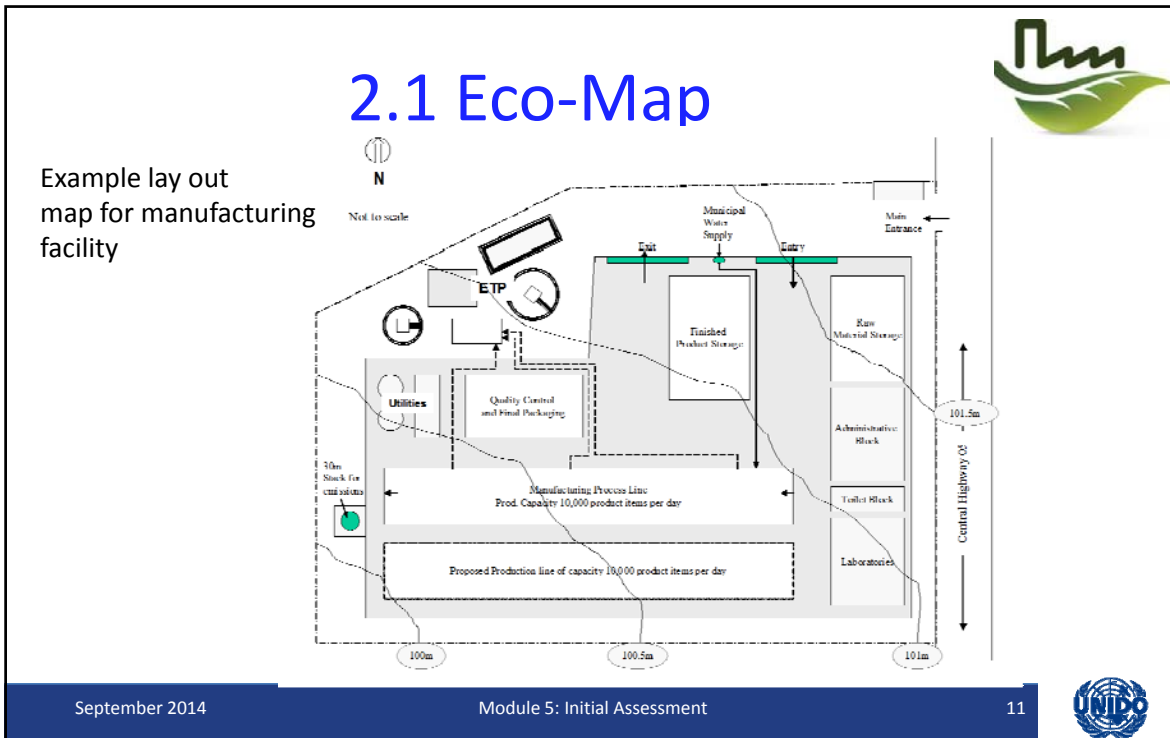 2.1 Eco-Map
Example lay out
map for manufacturing
facility
N
Not to scale
Municipal
Water
Supply
Main
Entrance
Exit
Entry
ETP
Finished
Product Storage
Raw
Material Storage
Utilities
Quality Control
and Final Packaging
101.5m
Administrative
Block
30m
Stack for
emissions
Manufacturing Process Line
Prod. Capacity 10,000 product items per day
Toilet Block
Central Highway 05
Proposed Production line of capacity 10,000 product items per day
Laboratories
100m
100.5m
101m
September 2014
Module 5: Initial Assessment
11
UNIDO